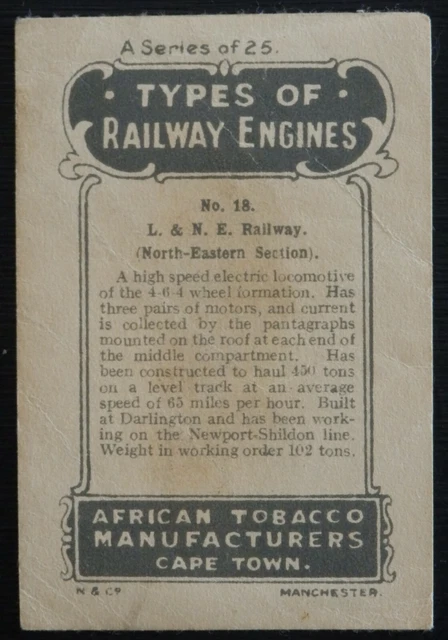 A Series of 25.
TYPES OF
RAILWAY ENGINES
No. 18.
L. & N. E. Railway.
(North-Eastern Section).
A high speed electric locomotive
of the 4-6-4 wheel formation. Has
three pairs of motors, and current
is collected by the pantagraphs
mounted on the roof at each end of
the middle compartment. Has
been constructed to haul 450 tons
on a level track at an average
speed of 65 miles per hour. Built
at Darlington and has been work-
ing on the Newport-Shildon line.
Weight in working order 102 tons.
AFRICAN TOBACCO
MANUFACTURERS
CAPE TOWN.
N & Co MANCHESTER.